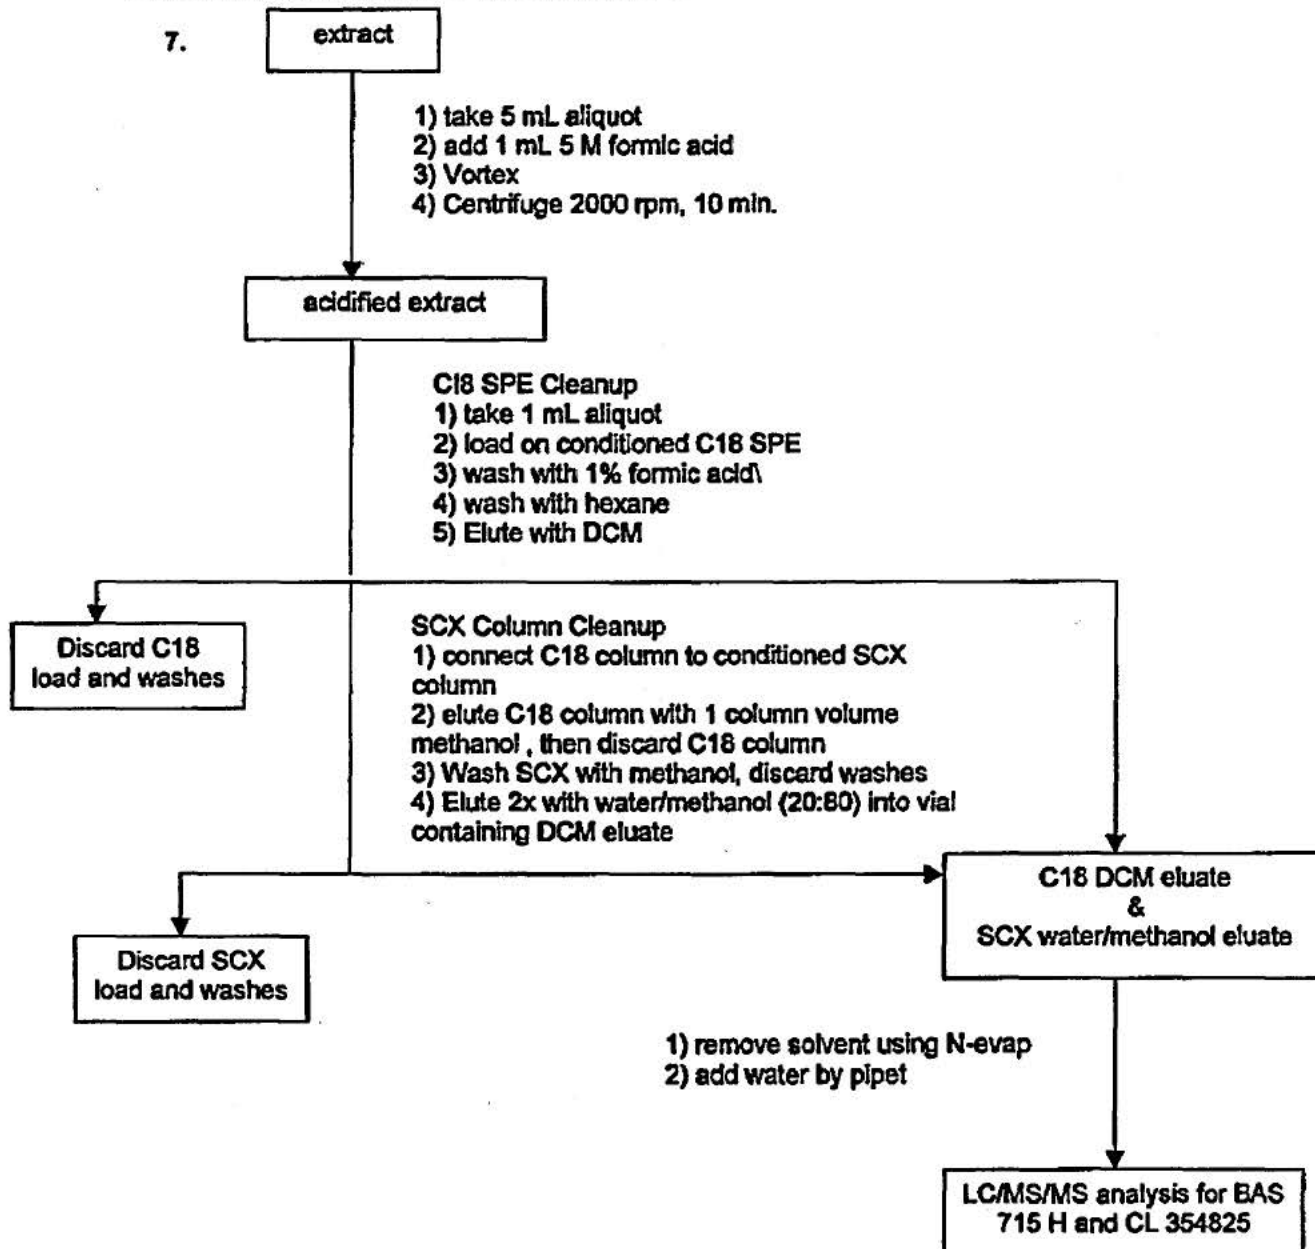 7.
extract
1) take 5 mL aliquot
2) add 1 mL 5 M formic acid
3) Vortex
4) Centrifuge 2000 rpm, 10 min.
acidified extract
Cl8 SPE Cleanup
1) take 1 mL aliquot
2) load on conditioned C18 SPE
3) wash with 1% formic acid\
4) wash with hexane
5) Elute with DCM
Discard C18
load and washes
SCX Column Cleanup
1) connect C18 column to conditioned SCX
column
2) elute C18 column with 1 column volume
methanol , then discard C18 column
3) Wash SCX with methanol, discard washes
4) Elute 2x with water/methanol (20:80) into vial
containing DCM eluate
C18 DCM eluate
&
SCX water/methanol eluate
Discard SCX
load and washes
1) remove solvent using N-evap
2) add water by pipet
LC/MS/MS analysis for BAS
715 H and CL 354825